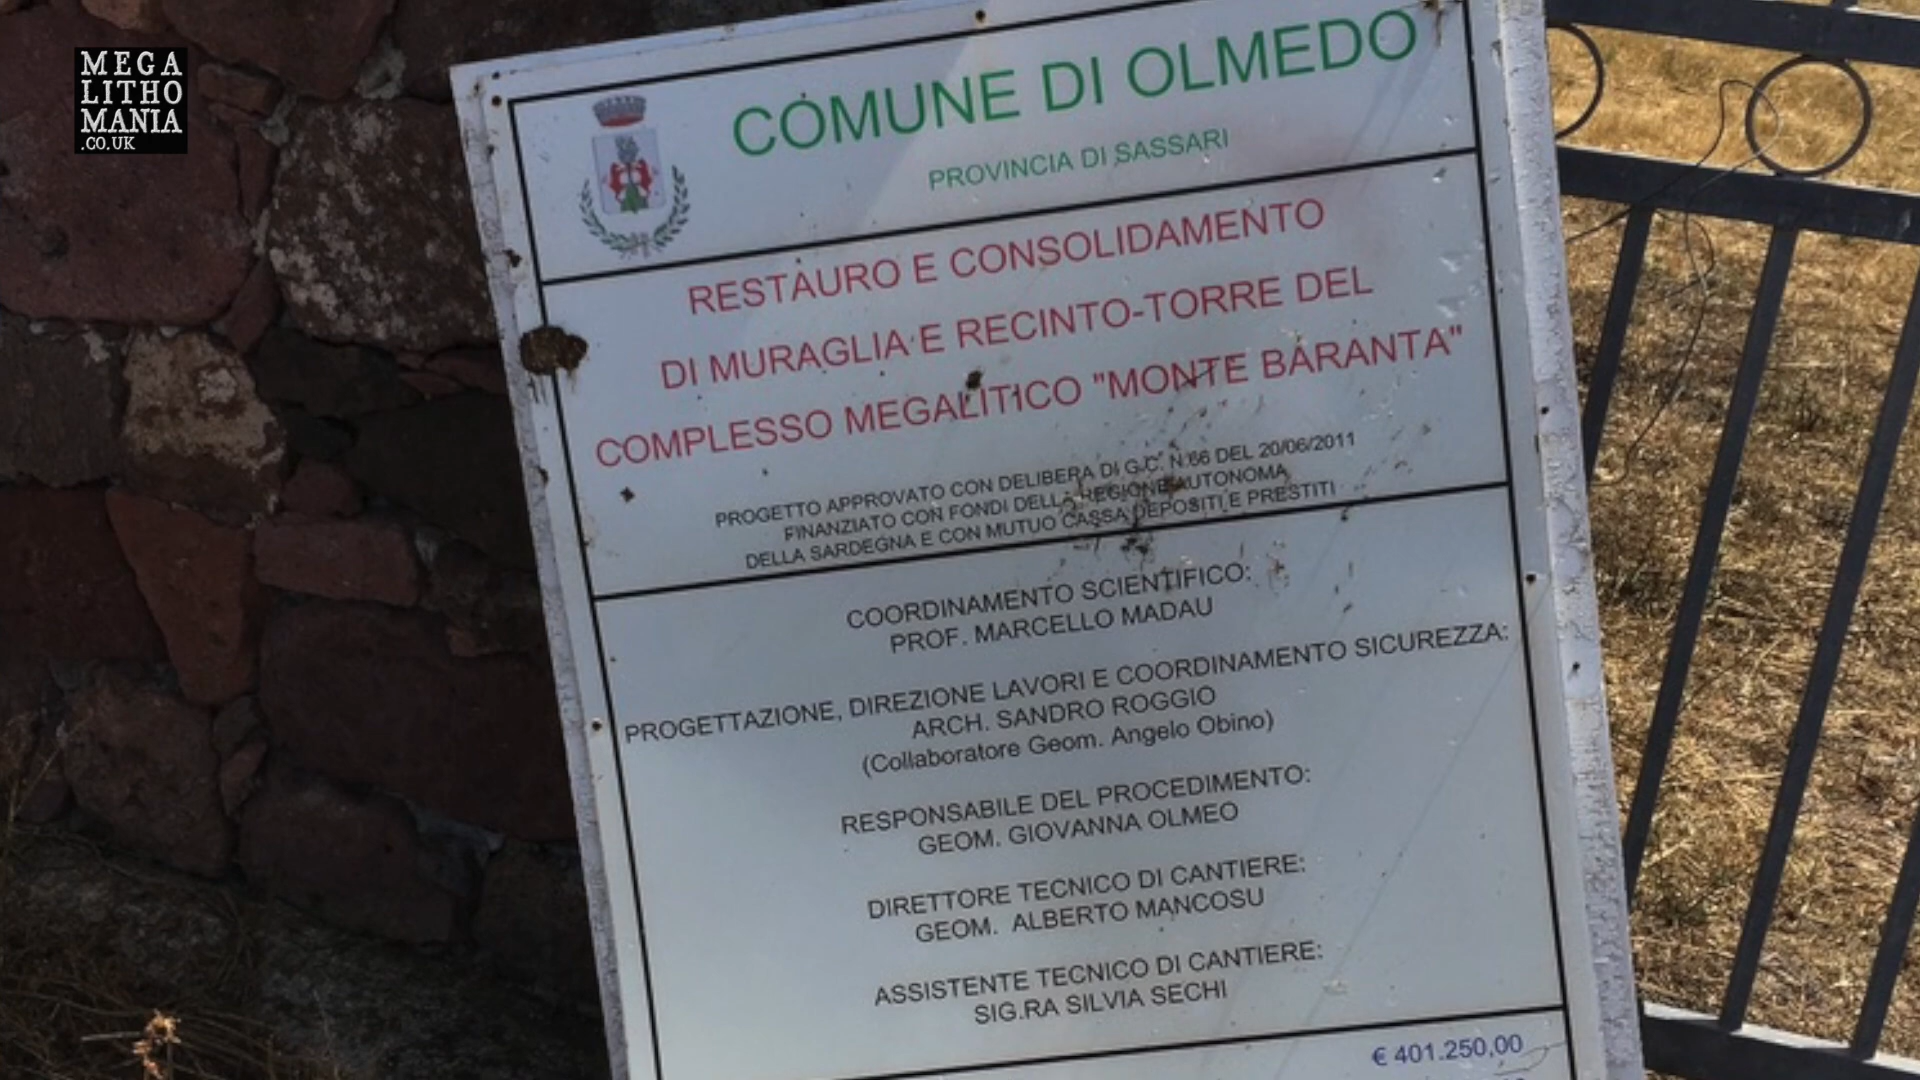 MEGA
LITHO
MANIA
.CO.UK
COMUNE DI OLMEDO
PROVINCIA DI SASSARI
RESTAURO E CONSOLIDAMENTO
DI MURAGLIA E RECINTO-TORRE DEL
COMPLESSO MEGALITICO "MONTE BARANTA"
PROGETTO APPROVATO CON DELIBERA DI G.C. N.66 DEL 20/06/2011
FINANZIATO CON FONDI DELLA REGIONE AUTONOMA
DELLA SARDEGNA E CON MUTUO CASSA DEPOSITI E PRESTITI
COORDINAMENTO SCIENTIFICO:
PROF. MARCELLO MADAU
PROGETTAZIONE, DIREZIONE LAVORI E COORDINAMENTO SICUREZZA:
ARCH. SANDRO ROGGIO
(Collaboratore Geom. Angelo Obino)
RESPONSABILE DEL PROCEDIMENTO:
GEOM. GIOVANNA OLMEO
DIRETTORE TECNICO DI CANTIERE:
GEOM. ALBERTO MANCOSU
ASSISTENTE TECNICO DI CANTIERE:
SIG.RA SILVIA SECHI
€ 401.250,00